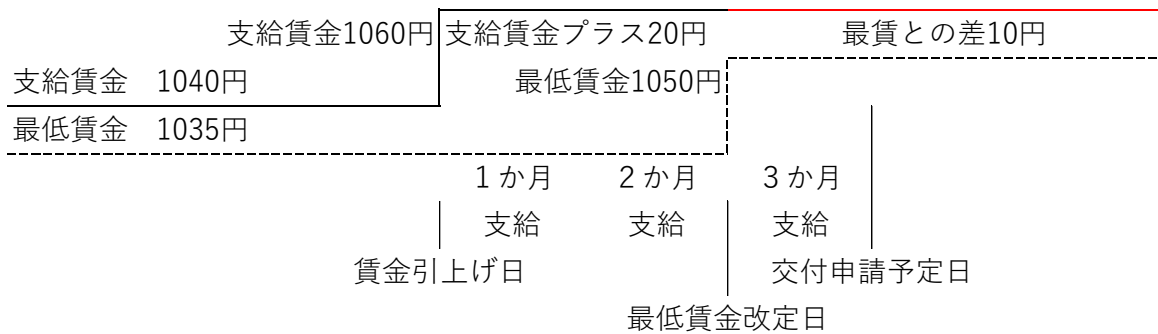 支給賃金1060円 支給賃金プラス20円 最賃との差10円
支給賃金 1040円 最低賃金1050円
最低賃金 1035円
1か月 2か月 3か月
支給 支給 支給
賃金引上げ日 交付申請予定日
最低賃金改定日